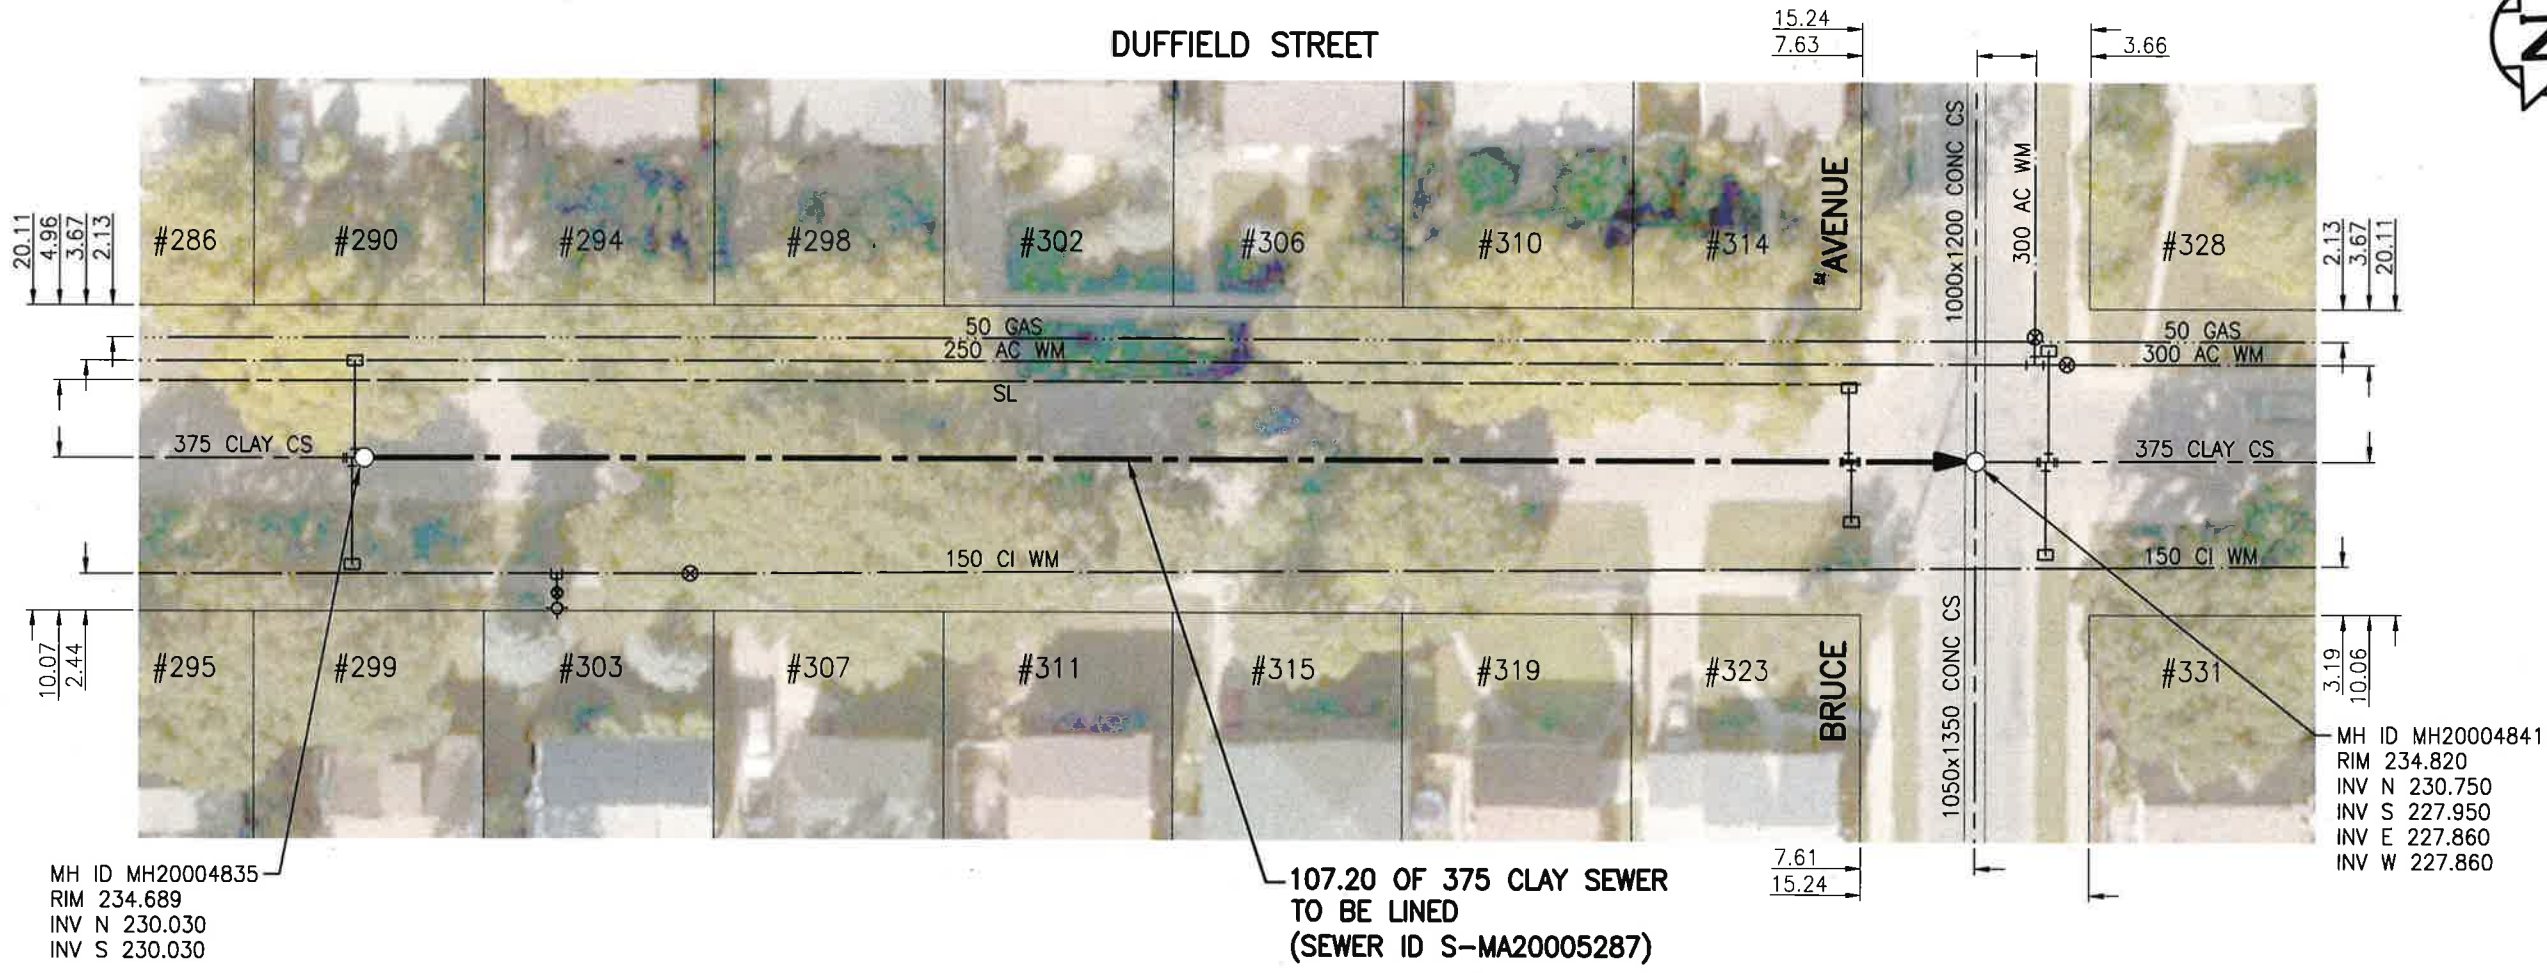 DUFFIELD STREET
15.24
7.63
3.66
N
20.11
4.96
3.67
2.13
#286
#290
#294
#298
#302
#306
#310
#314
AVENUE
1000x1200 CONC CS
300 AC WM
#328
2.13
3.67
20.11
50 GAS
250 AC WM
50 GAS
300 AC WM
SL
375 CLAY CS
375 CLAY CS
150 CI WM
150 CI WM
10.07
2.44
#295
#299
#303
#307
#311
#315
#319
#323
BRUCE
1050x1350 CONC CS
#331
3.19
10.06
MH ID MH20004841
RIM 234.820
INV N 230.750
INV S 227.950
INV E 227.860
INV W 227.860
MH ID MH20004835
RIM 234.689
INV N 230.030
INV S 230.030
107.20 OF 375 CLAY SEWER
TO BE LINED
(SEWER ID S-MA20005287)
7.61
15.24